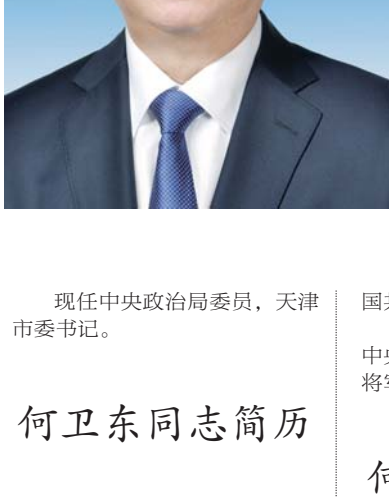 现任中央政治局委员，天津
市委书记。
何卫东同志简历
国
中
将
何